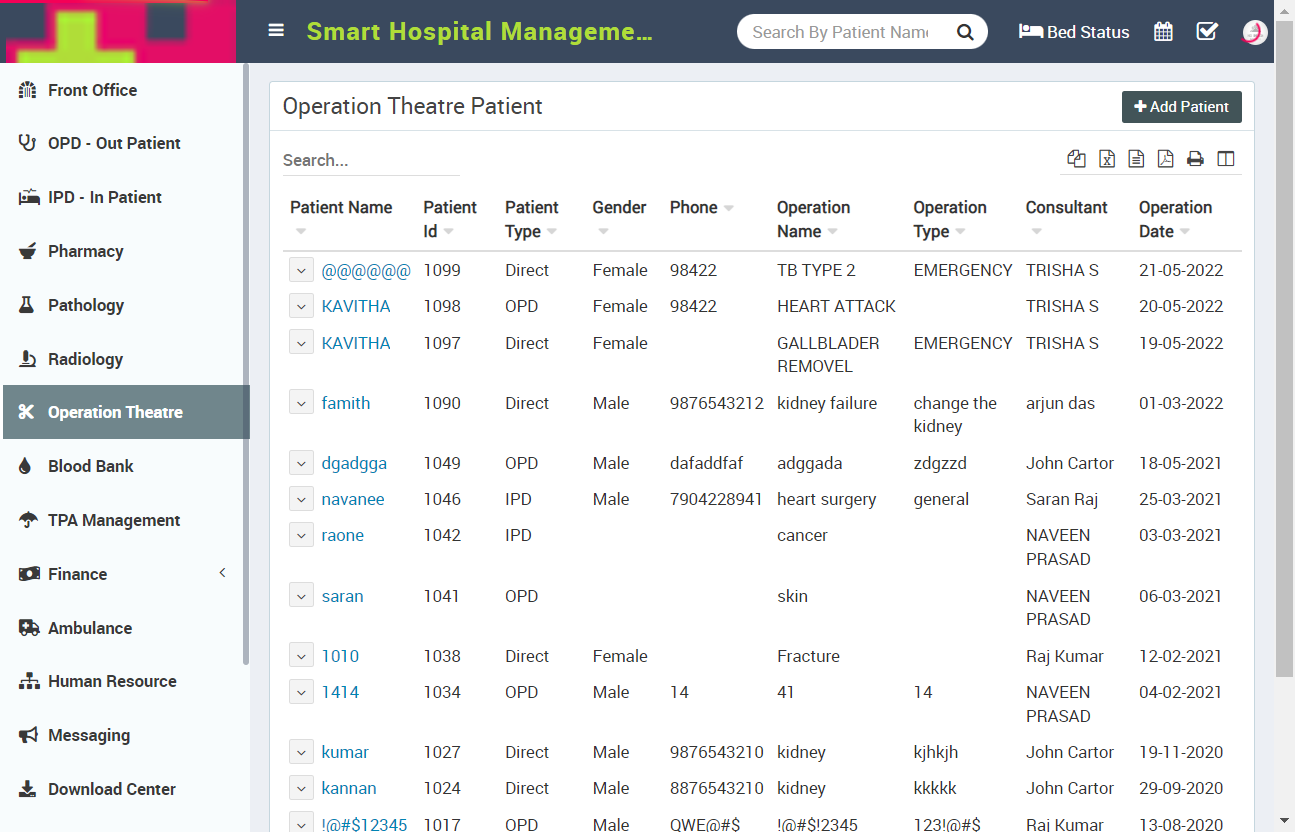 Smart Hospital Manageme...
Search By Patient Name
Bed Status
Front Office
OPD - Out Patient
IPD - In Patient
Pharmacy
Pathology
Radiology
Operation Theatre
Blood Bank
TPA Management
Finance
Ambulance
Human Resource
Messaging
Download Center
Operation Theatre Patient
Add Patient
Search...
Patient Name Patient Id Patient Type Gender Phone Operation Name Operation Type Consultant Operation Date
@@@@@@ 1099 Direct Female 98422 TB TYPE 2 EMERGENCY TRISHA S 21-05-2022
KAVITHA 1098 OPD Female 98422 HEART ATTACK TRISHA S 20-05-2022
KAVITHA 1097 Direct Female GALLBLADER REMOVEL EMERGENCY TRISHA S 19-05-2022
famith 1090 Direct Male 9876543212 kidney failure change the kidney arjun das 01-03-2022
dgadgga 1049 OPD Male dafaddfaf adggada zdgzzd John Cartor 18-05-2021
navanee 1046 IPD Male 7904228941 heart surgery general Saran Raj 25-03-2021
raone 1042 IPD cancer NAVEEN PRASAD 03-03-2021
saran 1041 OPD skin NAVEEN PRASAD 06-03-2021
1010 1038 Direct Female Fracture Raj Kumar 12-02-2021
1414 1034 OPD Male 14 41 14 NAVEEN PRASAD 04-02-2021
kumar 1027 Direct Male 9876543210 kidney kjhkjh John Cartor 19-11-2020
kannan 1024 Direct Male 8876543210 kidney kkkkk John Cartor 29-09-2020
!@#$12345 1017 OPD Male QWE@#$ !@#$!2345 123!@#$ Raj Kumar 13-08-2020